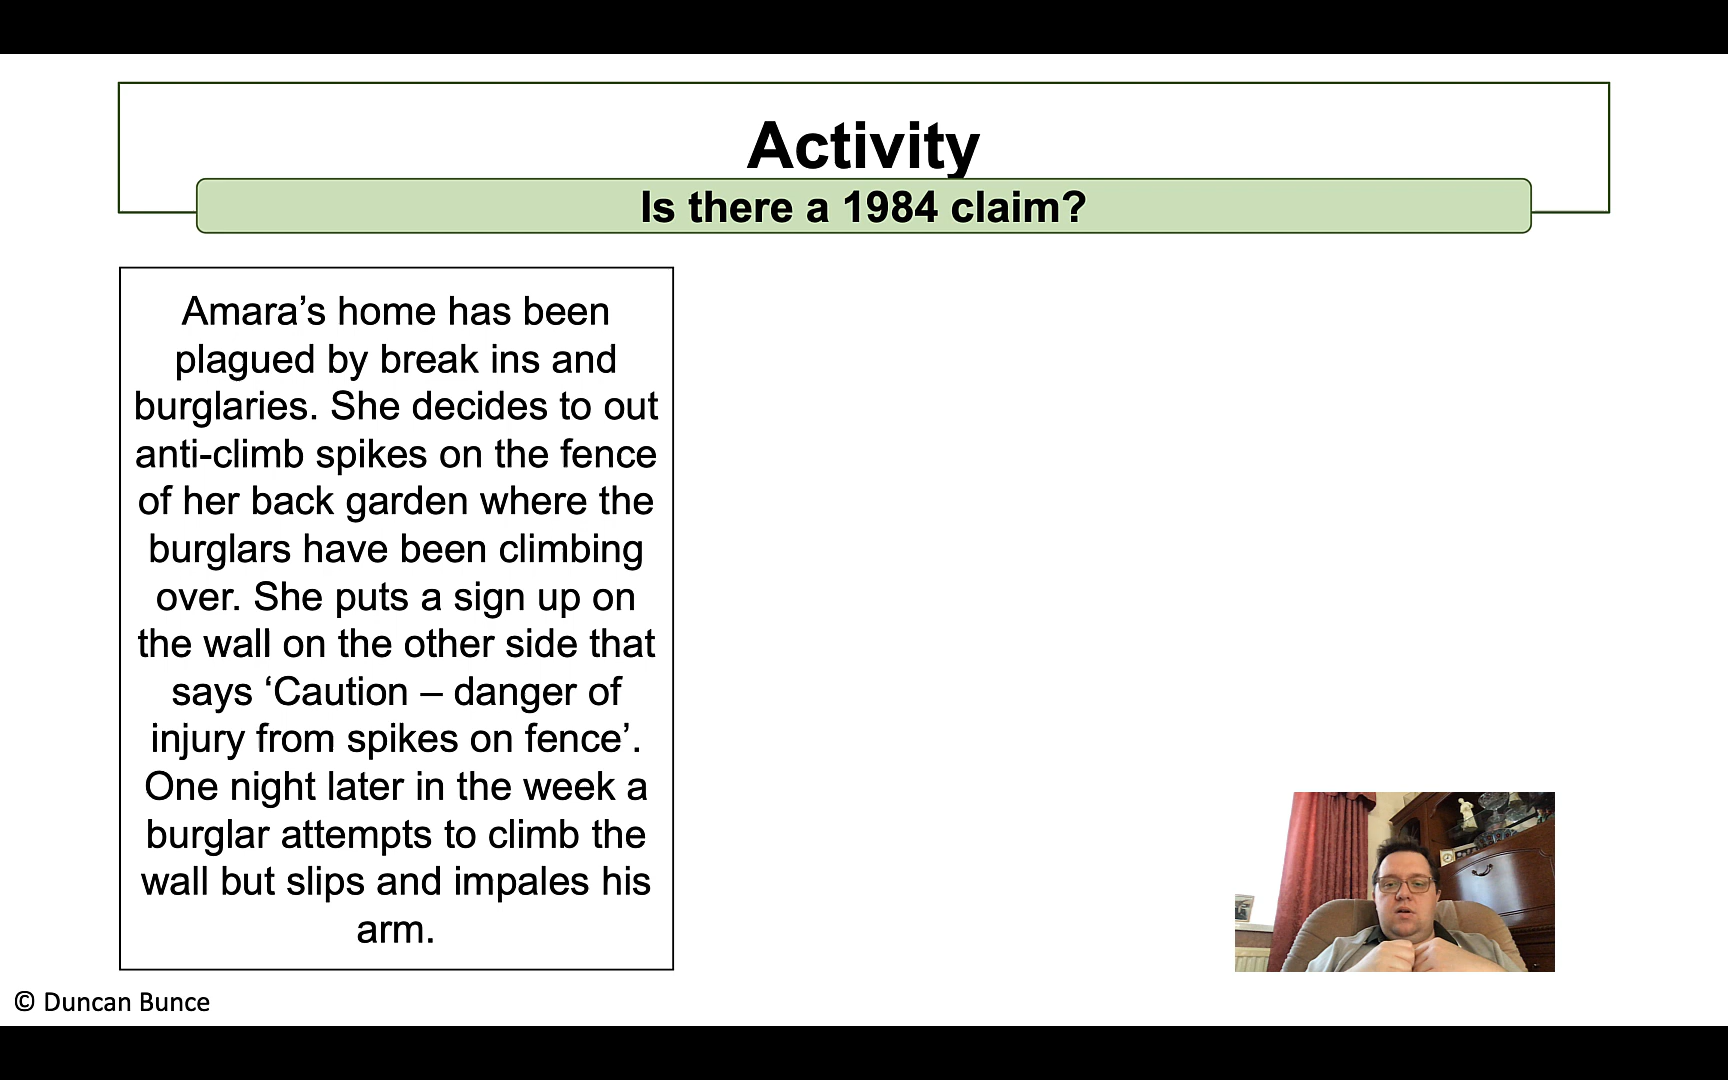 Activity
Is there a 1984 claim?
Amara’s home has been
plagued by break ins and
burglaries. She decides to out
anti-climb spikes on the fence
of her back garden where the
burglars have been climbing
over. She puts a sign up on
the wall on the other side that
says ‘Caution – danger of
injury from spikes on fence’.
One night later in the week a
burglar attempts to climb the
wall but slips and impales his
arm.
© Duncan Bunce